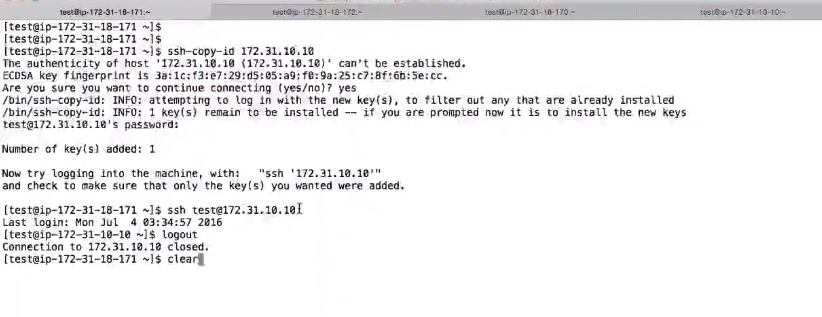 test@ip-172-31-18-171:~ test@ip-172-31-18-172:~ test@ip-172-31-18-170:~ test@ip-172-31-10-10:~
[test@ip-172-31-18-171 ~]$
[test@ip-172-31-18-171 ~]$
[test@ip-172-31-18-171 ~]$ ssh-copy-id 172.31.10.10
The authenticity of host '172.31.10.10 (172.31.10.10)' can't be established.
ECDSA key fingerprint is 3a:1c:f3:e7:29:d5:05:a9:f0:9a:25:c7:8f:6b:5e:cc.
Are you sure you want to continue connecting (yes/no)? yes
/bin/ssh-copy-id: INFO: attempting to log in with the new key(s), to filter out any that are already installed
/bin/ssh-copy-id: INFO: 1 key(s) remain to be installed -- if you are prompted now it is to install the new keys
test@172.31.10.10's password:
Number of key(s) added: 1
Now try logging into the machine, with: "ssh '172.31.10.10'"
and check to make sure that only the key(s) you wanted were added.
[test@ip-172-31-18-171 ~]$ ssh test@172.31.10.10
Last login: Mon Jul 4 03:34:57 2016
[test@ip-172-31-10-10 ~]$ logout
Connection to 172.31.10.10 closed.
[test@ip-172-31-18-171 ~]$ clear